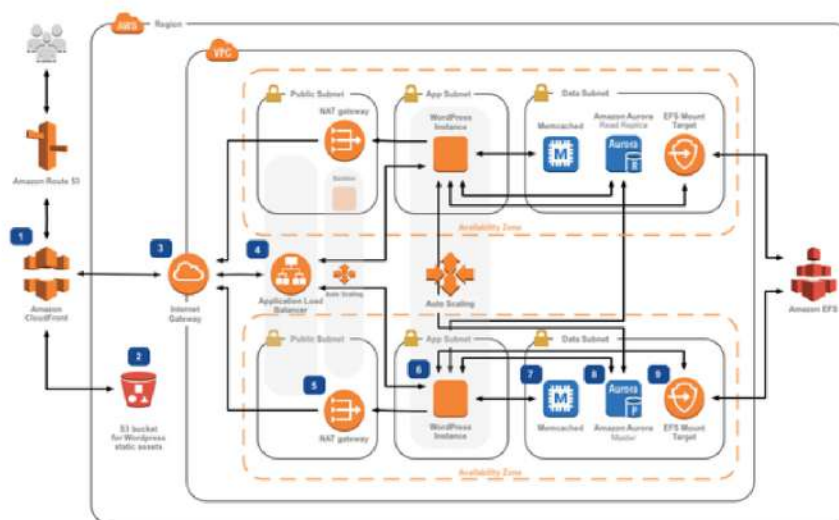 AWS
Region
VPC
Public Subnet
App Subnet
Data Subnet
NAT gateway
WordPress
Instance
Memcached
Amazon Aurora
Read Replica
EFS Mount
Target
Bastion
Availability Zone
Amazon Route 53
1
Amazon
CloudFront
3
Internet
Gateway
4
Application Load
Balancer
Auto Scaling
Auto Scaling
Amazon EFS
2
S3 bucket
for Wordpress
static assets
Public Subnet
App Subnet
Data Subnet
5
NAT gateway
6
WordPress
Instance
7
M
Memcached
8
Aurora
P
Amazon Aurora
Master
9
EFS Mount
Target
Availability Zone
M
Aurora
R